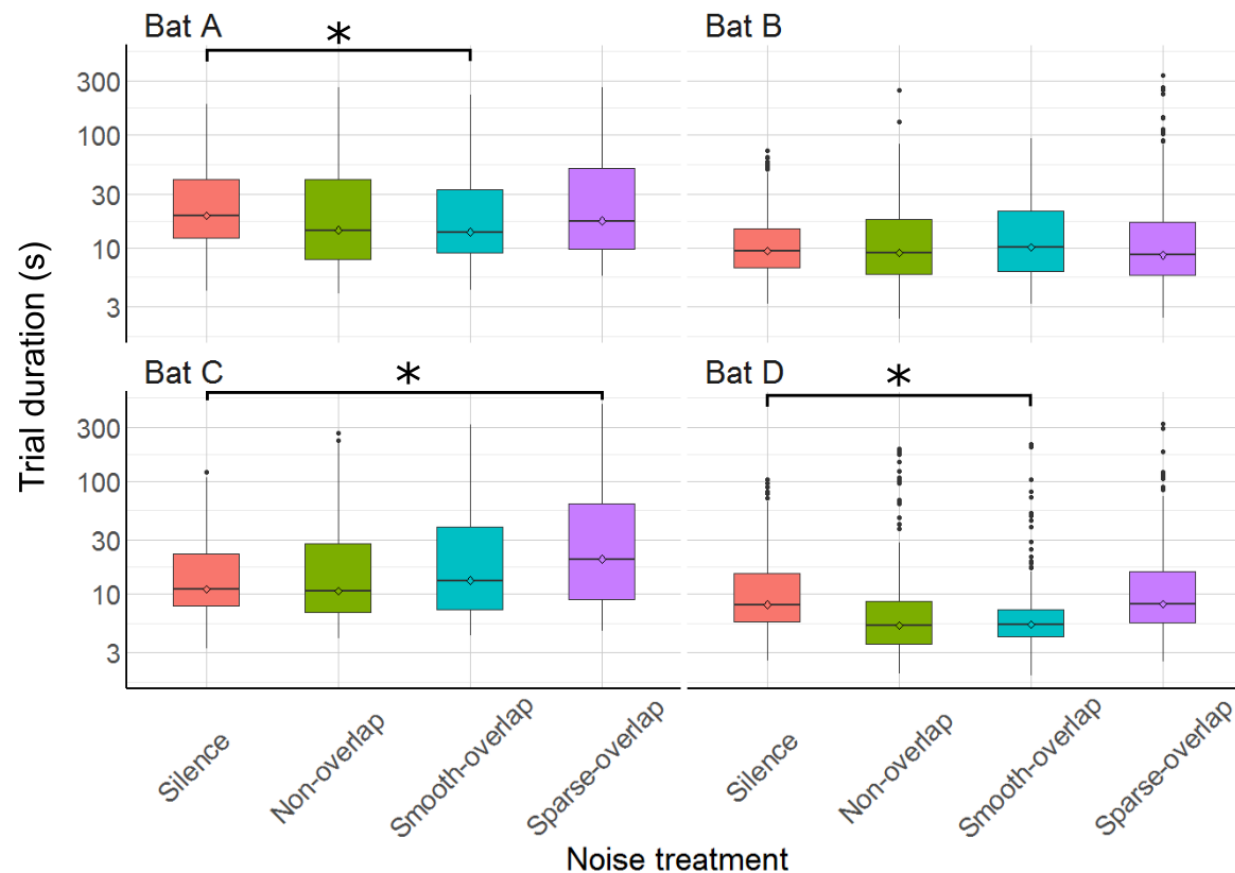 Bat A
*
Bat B
300
100
30
10
3
Bat C
*
Bat D
*
300
100
30
10
3
Trial duration (s)
Silence
Non-overlap
Smooth-overlap
Sparse-overlap
Silence
Non-overlap
Smooth-overlap
Sparse-overlap
Noise treatment